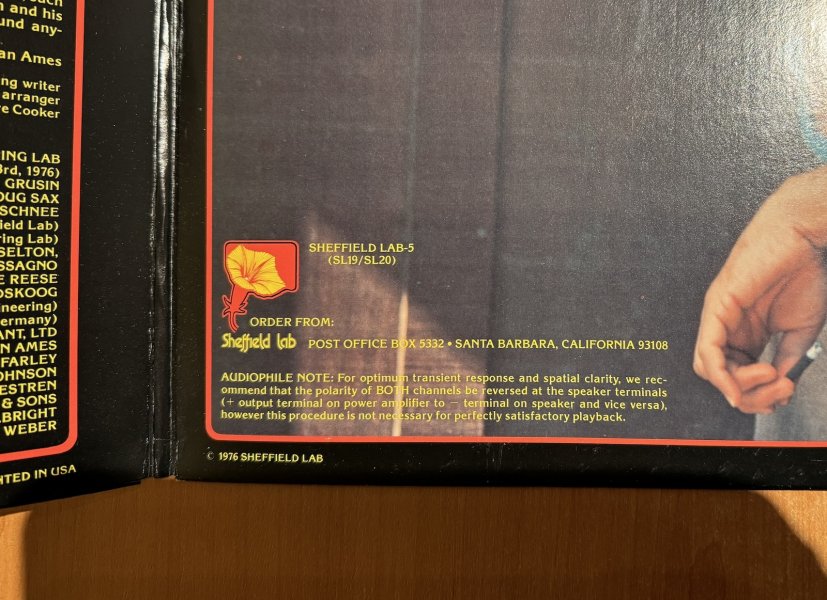 n and his
und any-
an Ames
ng writer
arranger
e Cooker
ING LAB
3rd, 1976)
GRUSIN
OUG SAX
SCHNEE
ield Lab)
ring Lab)
SELTON,
SSAGNO
E REESE
OSKOOG
ineering)
ermany)
ANT, LTD
N AMES
FARLEY
OHNSON
ESTREN
& SONS
LBRIGHT
WEBER
NTED IN USA
SHEFFIELD LAB-5
(SL19/SL20)
ORDER FROM:
Sheffield lab POST OFFICE BOX 5332 • SANTA BARBARA, CALIFORNIA 93108
AUDIOPHILE NOTE: For optimum transient response and spatial clarity, we rec-
ommend that the polarity of BOTH channels be reversed at the speaker terminals
(+ output terminal on power amplifier to − terminal on speaker and vice versa),
however this procedure is not necessary for perfectly satisfactory playback.
© 1976 SHEFFIELD LAB